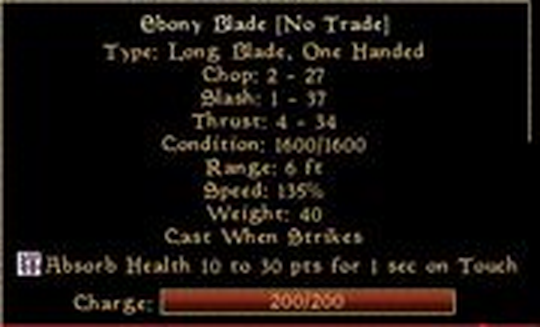 Ebony Blade [No Trade]
Type: Long Blade, One Handed
Chop: 2 - 27
Slash: 1 - 37
Thrust: 4 - 34
Condition: 1600/1600
Range: 6 ft
Speed: 135%
Weight: 40
Cast When Strikes
Absorb Health 10 to 30 pts for 1 sec on Touch
Charge: 200/200